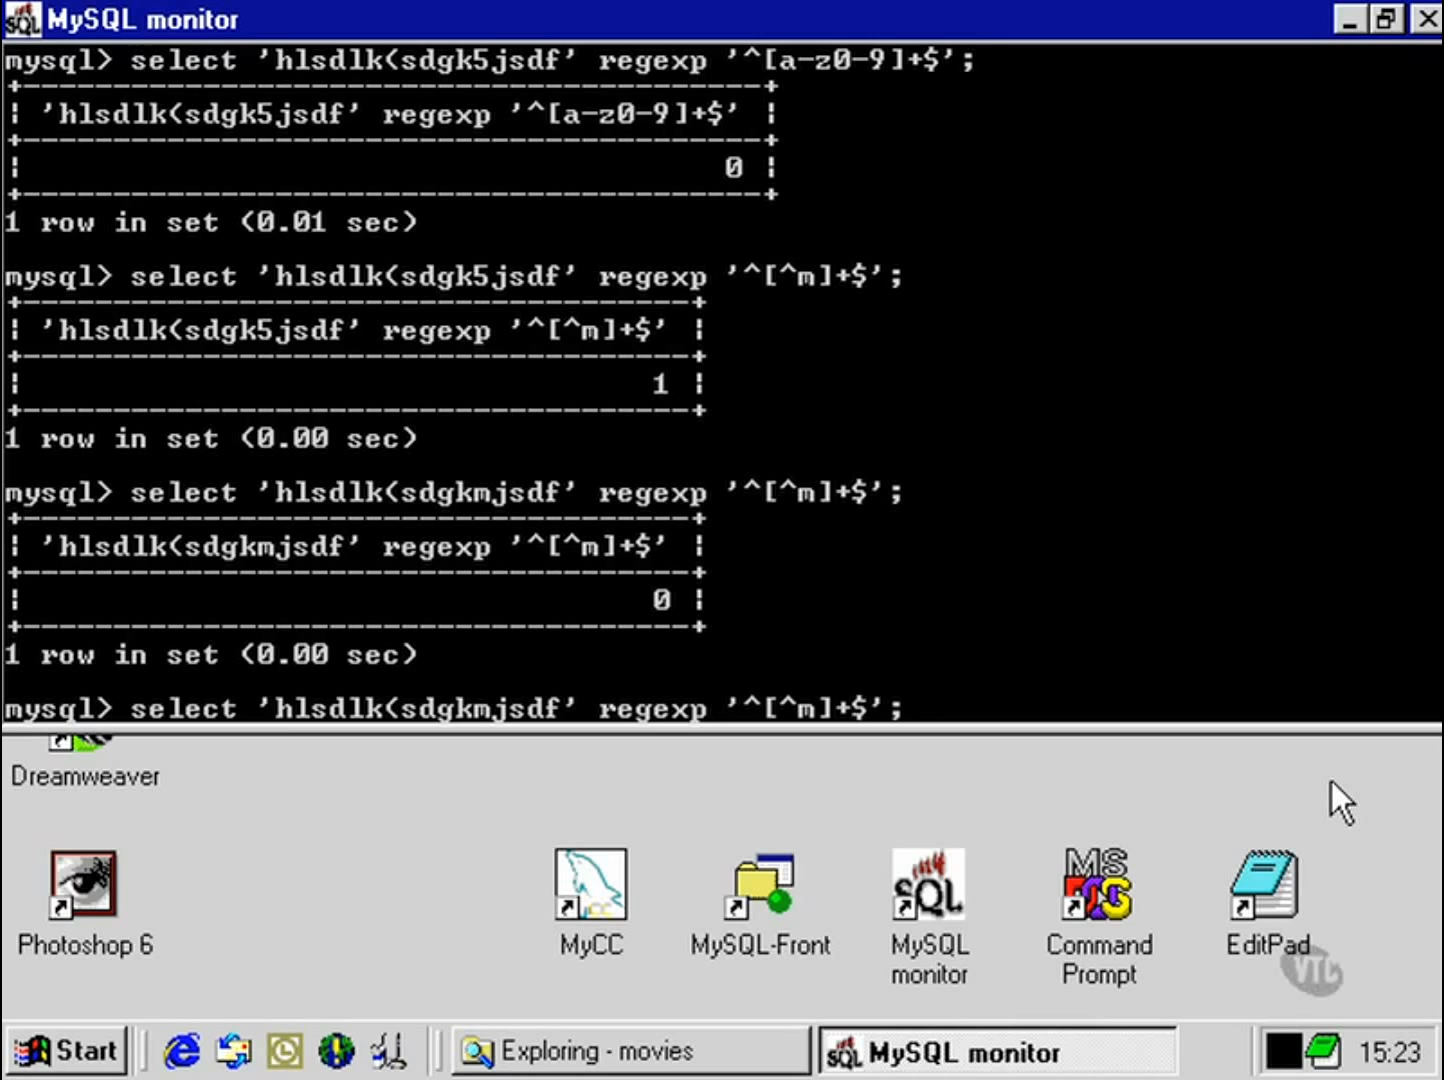 MySQL monitor
mysql> select 'hlsdlk(sdgk5jsdf' regexp '^[a-z0-9]+$';
+------------------------------------------+
| 'hlsdlk(sdgk5jsdf' regexp '^[a-z0-9]+$' |
+------------------------------------------+
| 0 |
+------------------------------------------+
1 row in set (0.01 sec)
mysql> select 'hlsdlk(sdgk5jsdf' regexp '^[^m]+$';
+--------------------------------------+
| 'hlsdlk(sdgk5jsdf' regexp '^[^m]+$' |
+--------------------------------------+
| 1 |
+--------------------------------------+
1 row in set (0.00 sec)
mysql> select 'hlsdlk(sdgkmjsdf' regexp '^[^m]+$';
+--------------------------------------+
| 'hlsdlk(sdgkmjsdf' regexp '^[^m]+$' |
+--------------------------------------+
| 0 |
+--------------------------------------+
1 row in set (0.00 sec)
mysql> select 'hlsdlk(sdgkmjsdf' regexp '^[^m]+$';
Dreamweaver
Photoshop 6
MyCC
MySQL-Front
MySQL monitor
Command Prompt
EditPad
VTC
Start
Exploring - movies
MySQL monitor
15:23